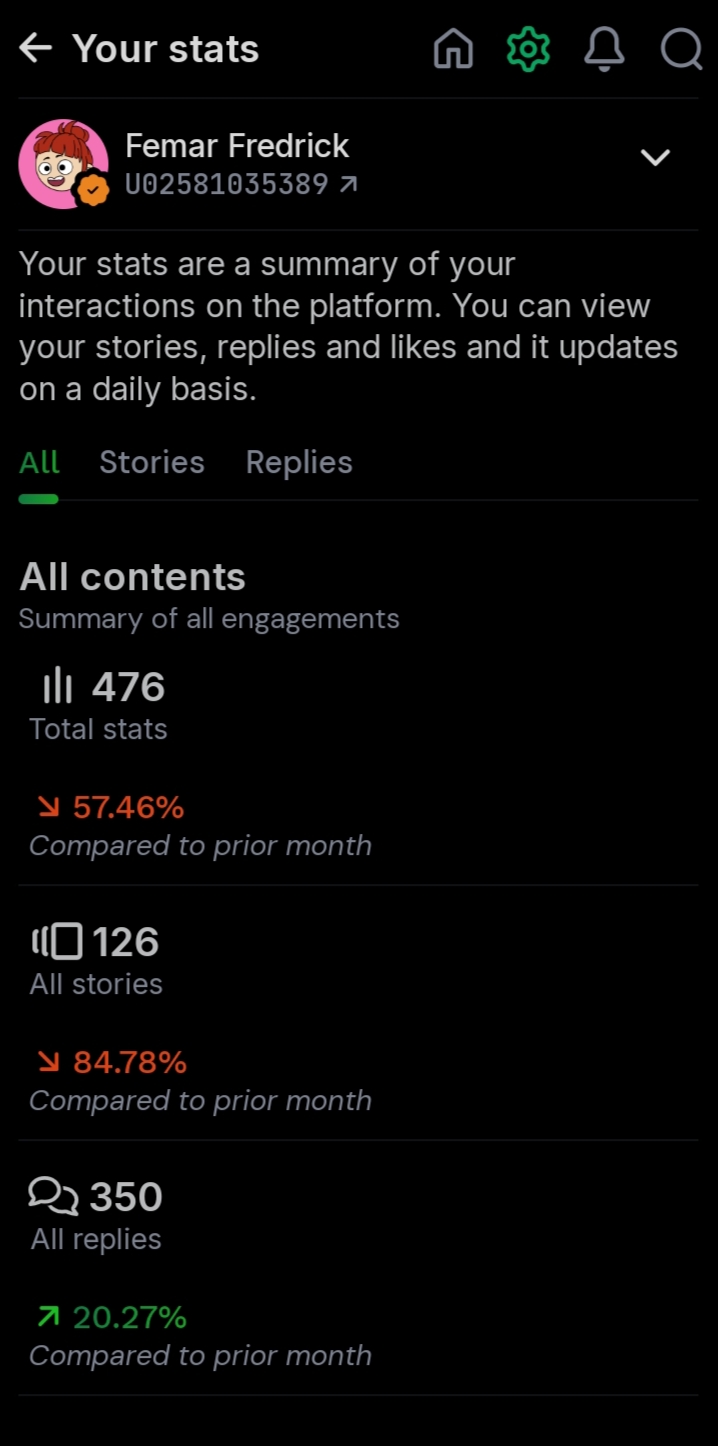 Your stats
Femar Fredrick
U02581035389
Your stats are a summary of your
interactions on the platform. You can view
your stories, replies and likes and it updates
on a daily basis.
All Stories Replies
All contents
Summary of all engagements
476
Total stats
57.46%
Compared to prior month
126
All stories
84.78%
Compared to prior month
350
All replies
20.27%
Compared to prior month